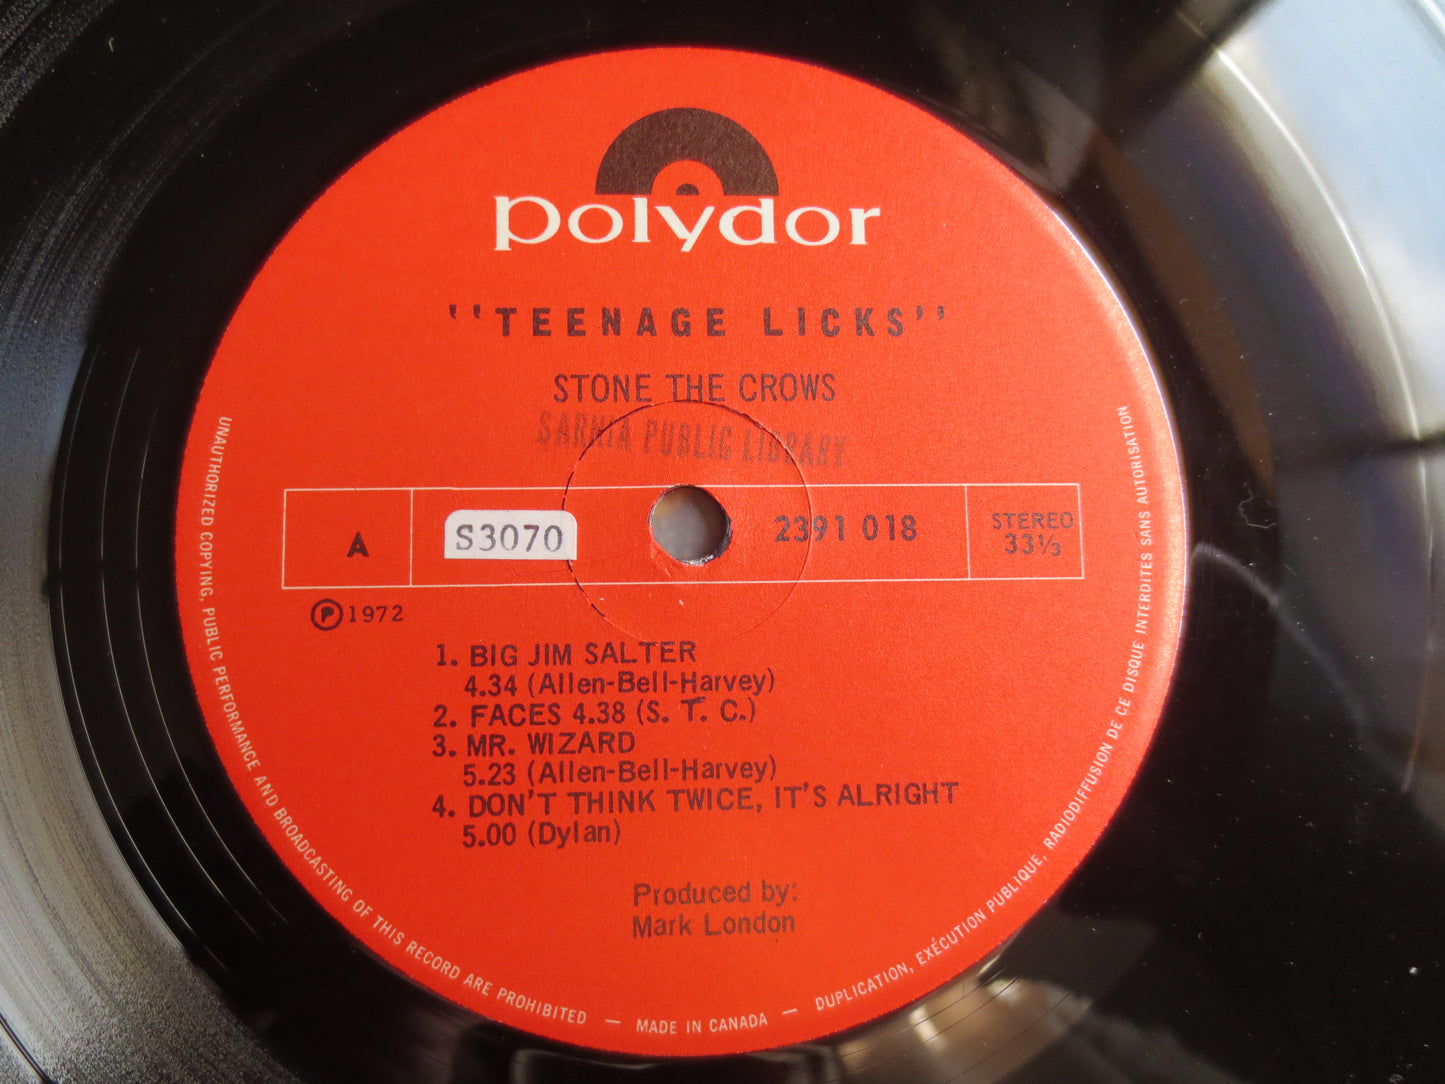 polydor
"TEENAGE LICKS"
STONE THE CROWS
SARNIA PUBLIC LIBRARY
A
S3070
2391 018
STEREO
33⅓
℗1972
1. BIG JIM SALTER
4.34 (Allen-Bell-Harvey)
2. FACES 4.38 (S. T. C.)
3. MR. WIZARD
5.23 (Allen-Bell-Harvey)
4. DON'T THINK TWICE, IT'S ALRIGHT
5.00 (Dylan)
Produced by:
Mark London
UNAUTHORIZED COPYING, PUBLIC PERFORMANCE AND BROADCASTING OF THIS RECORD ARE PROHIBITED — MADE IN CANADA — DUPLICATION, EXÉCUTION PUBLIQUE, RADIODIFFUSION DE CE DISQUE INTERDITES SANS AUTORISATION